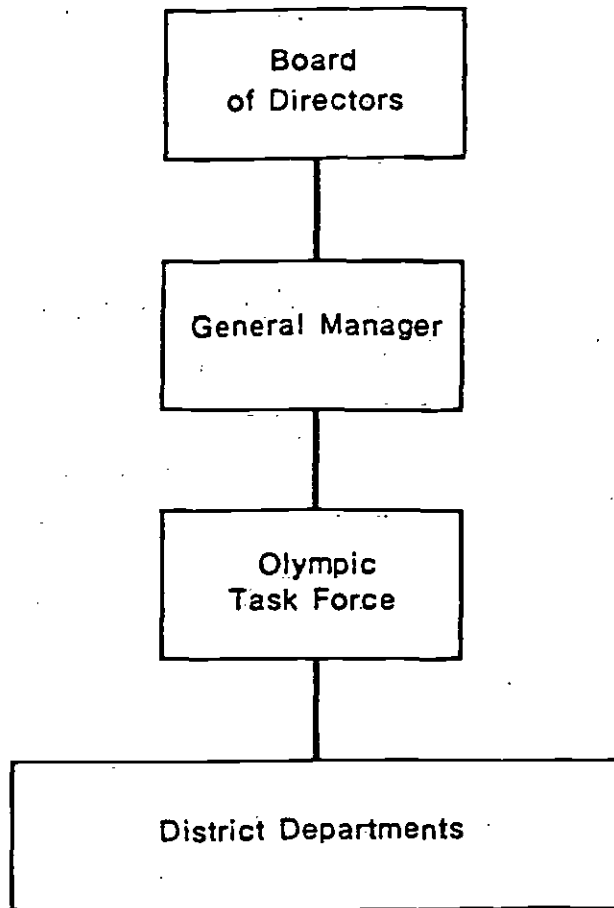 Board
of Directors
General Manager
Olympic
Task Force
District Departments